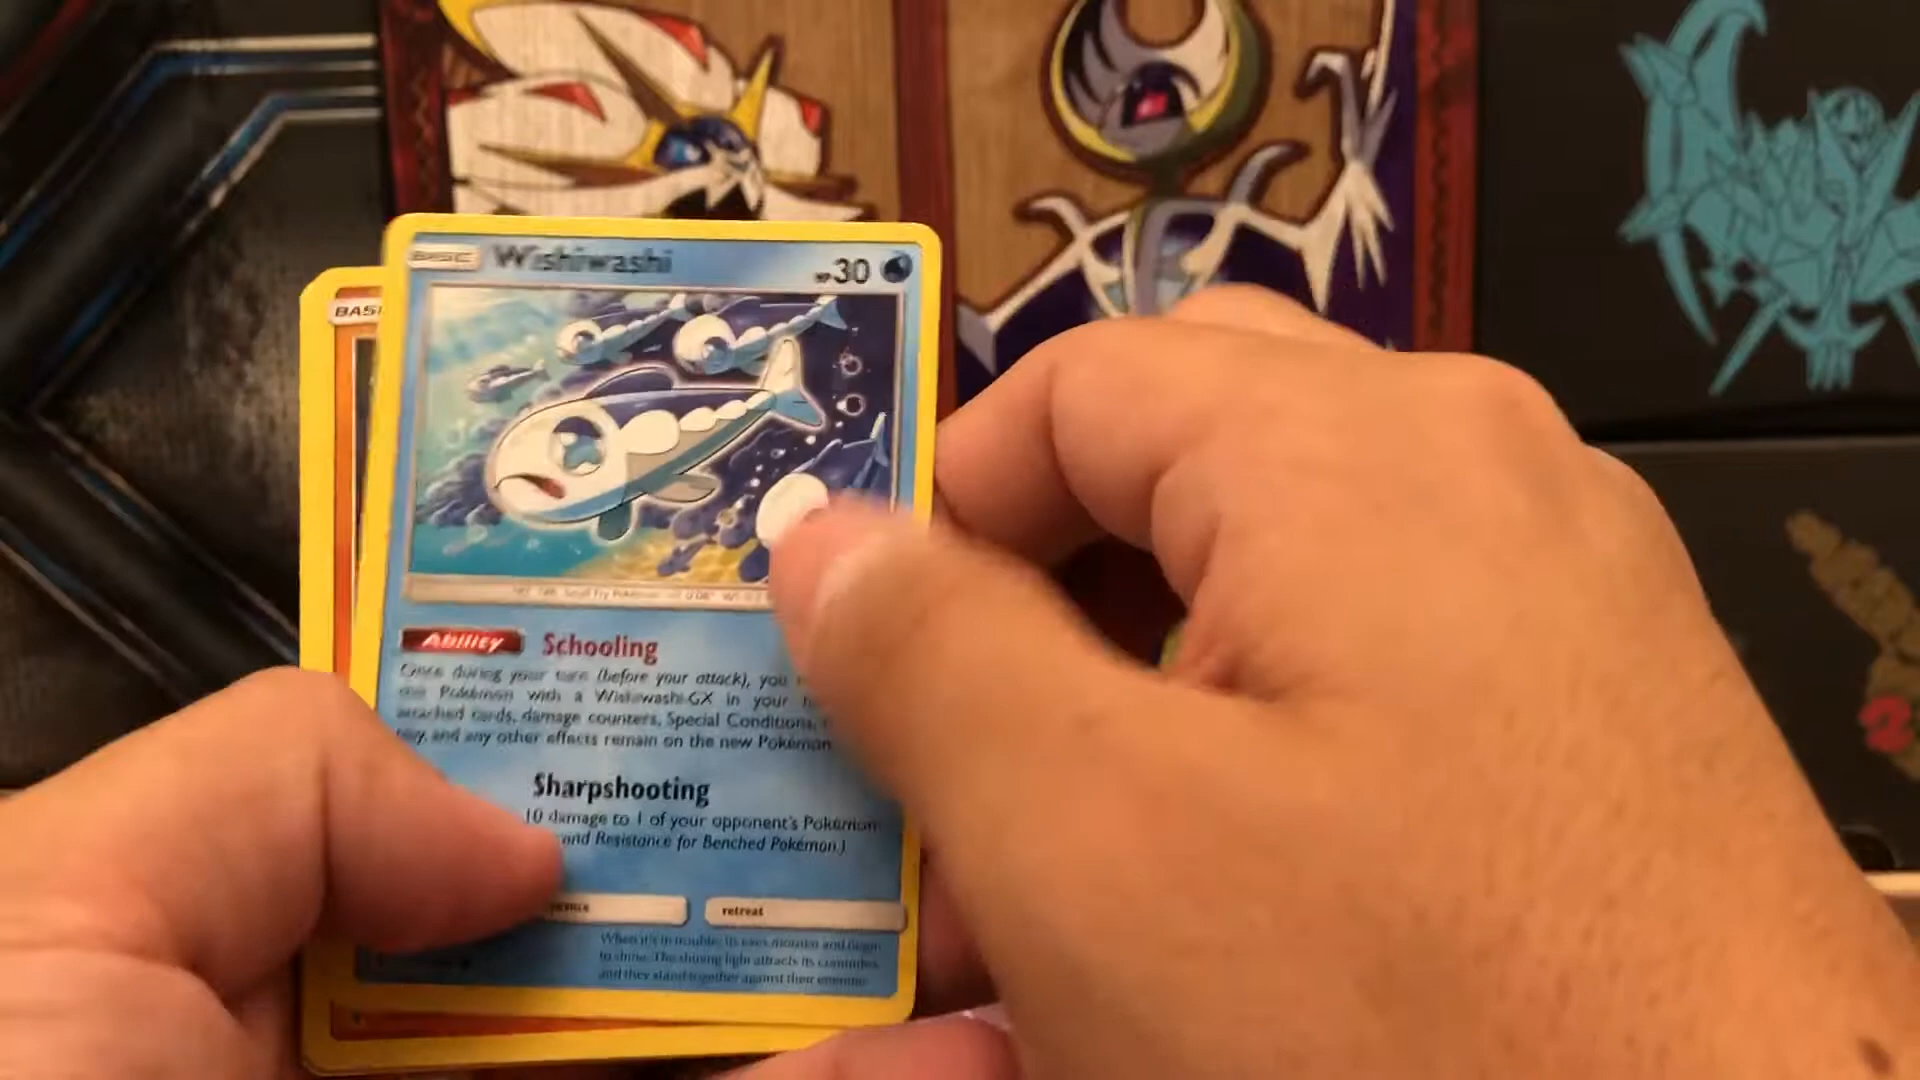 BASIC Wishiwashi HP 30
BASI
Ability Schooling
Once during your turn (before your attack), you
Pokémon with a Wishiwashi-GX in your
attached cards, damage counters, Special Conditions,
and any other effects remain on the new Pokémon
Sharpshooting
10 damage to 1 of your opponent's Pokémon
and Resistance for Benched Pokémon.)
retreat
When it's in trouble, its eyes moisten and begin
to shine. The shining light attracts its comrades,
and they stand together against their enemies.
2